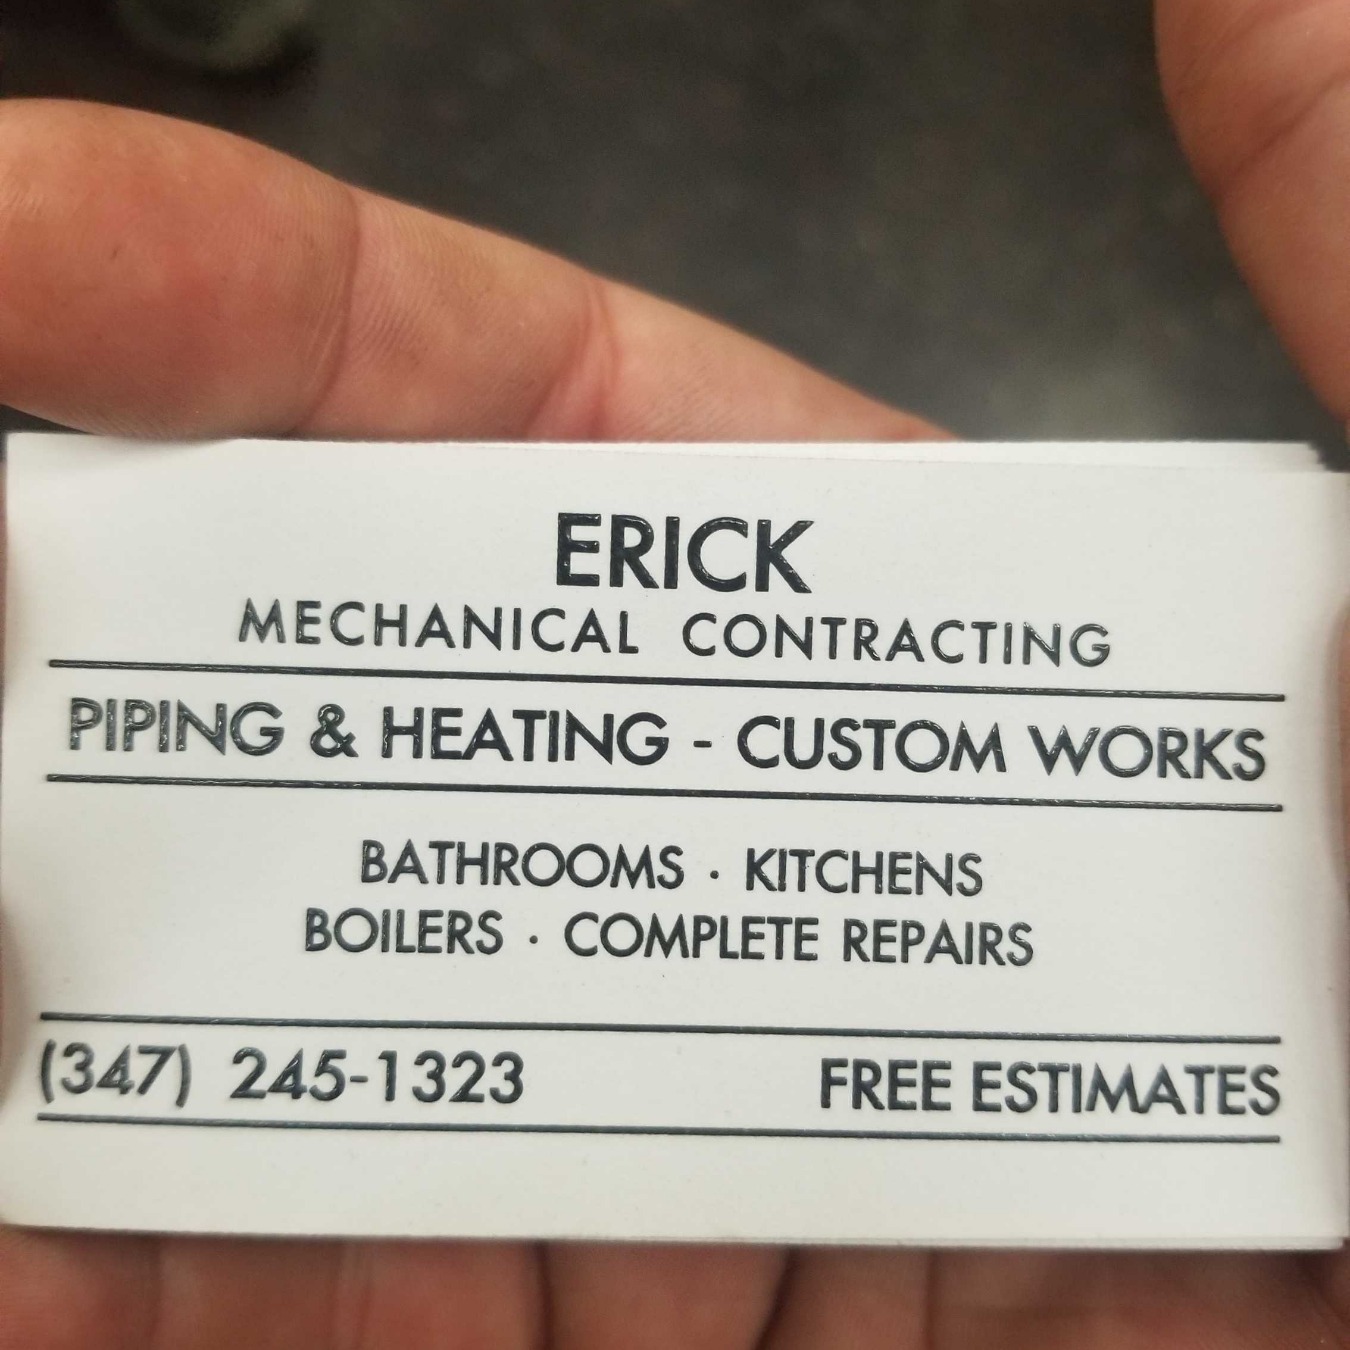 ERICK
MECHANICAL CONTRACTING
PIPING & HEATING - CUSTOM WORKS
BATHROOMS · KITCHENS
BOILERS · COMPLETE REPAIRS
(347) 245-1323 FREE ESTIMATES